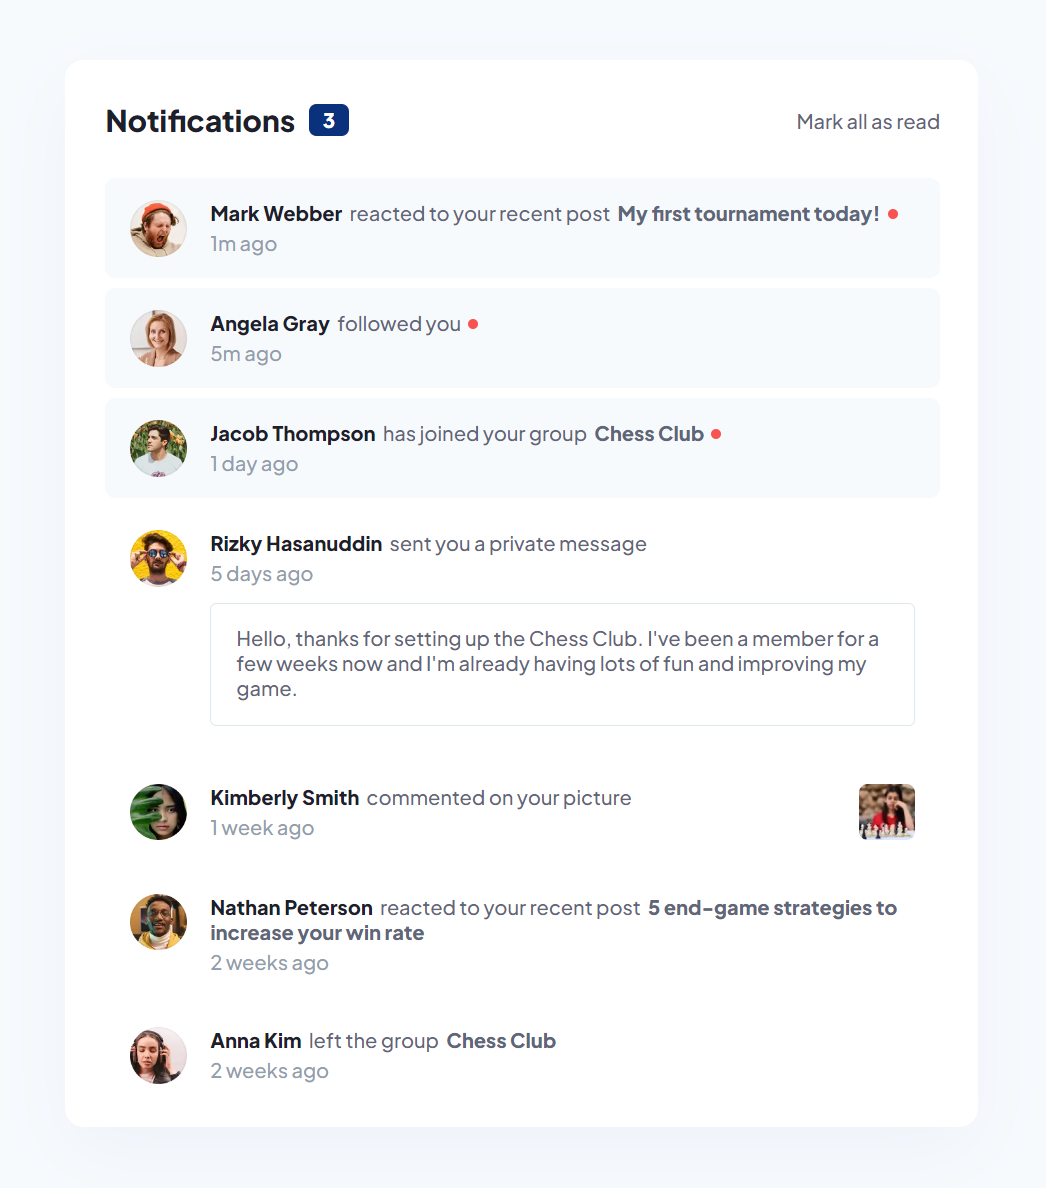 Notifications 3
Mark all as read
Mark Webber reacted to your recent post My first tournament today!
1m ago
Angela Gray followed you
5m ago
Jacob Thompson has joined your group Chess Club
1 day ago
Rizky Hasanuddin sent you a private message
5 days ago
Hello, thanks for setting up the Chess Club. I've been a member for a
few weeks now and I'm already having lots of fun and improving my
game.
Kimberly Smith commented on your picture
1 week ago
Nathan Peterson reacted to your recent post 5 end-game strategies to
increase your win rate
2 weeks ago
Anna Kim left the group Chess Club
2 weeks ago